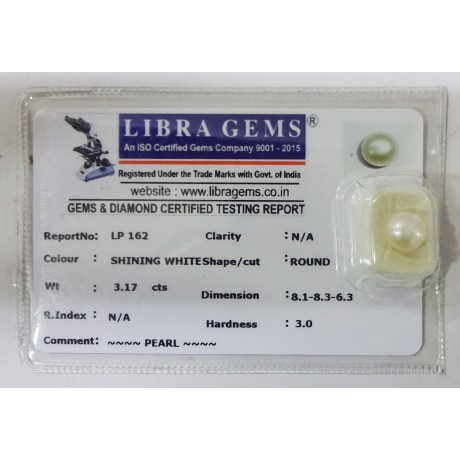 LIBRA GEMS ®
An ISO Certified Gems Company 9001 - 2015
Registered Under the Trade Marks with Govt. of India
website : www.libragems.co.in
GEMS & DIAMOND CERTIFIED TESTING REPORT
ReportNo: LP 162 Clarity : N/A
Colour : SHINING WHITE Shape/cut : ROUND
Wt : 3.17 cts Dimension : 8.1-8.3-6.3
R.Index : N/A Hardness : 3.0
Comment: ~~~~ PEARL ~~~~